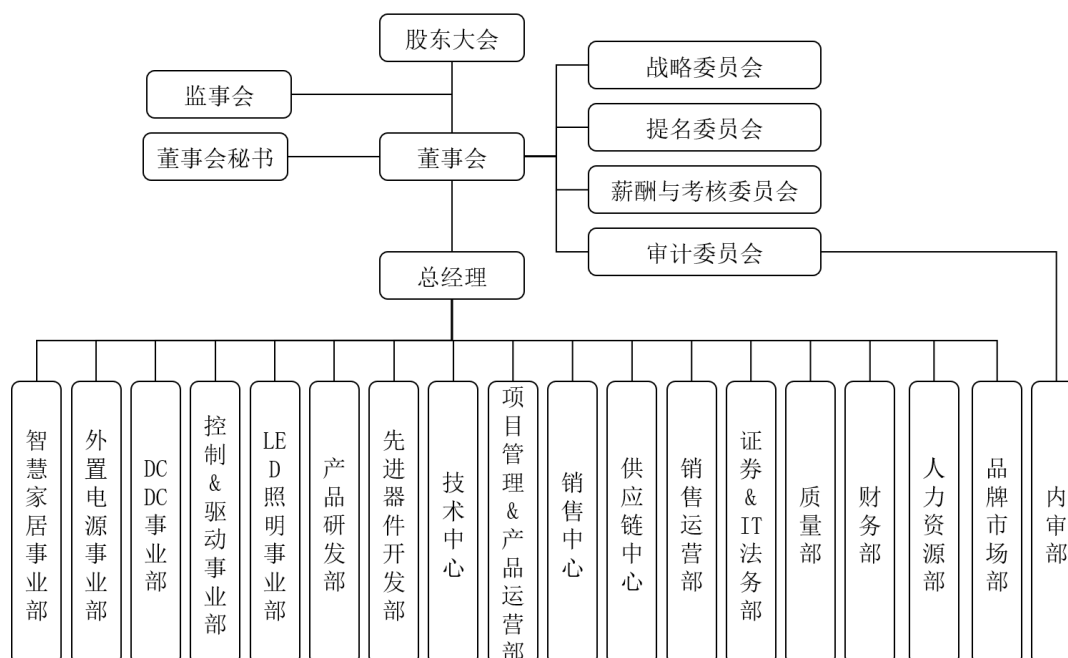 股东大会
战略委员会
监事会
提名委员会
董事会秘书
董事会
薪酬与考核委员会
审计委员会
总经理
智慧家居事业部
外置电源事业部
DCDC事业部
控制&驱动事业部
LED照明事业部
产品研发部
先进器件开发部
技术中心
项目管理&产品运营部
销售中心
供应链中心
销售运营部
证券&IT法务部
质量部
财务部
人力资源部
品牌市场部
内审部